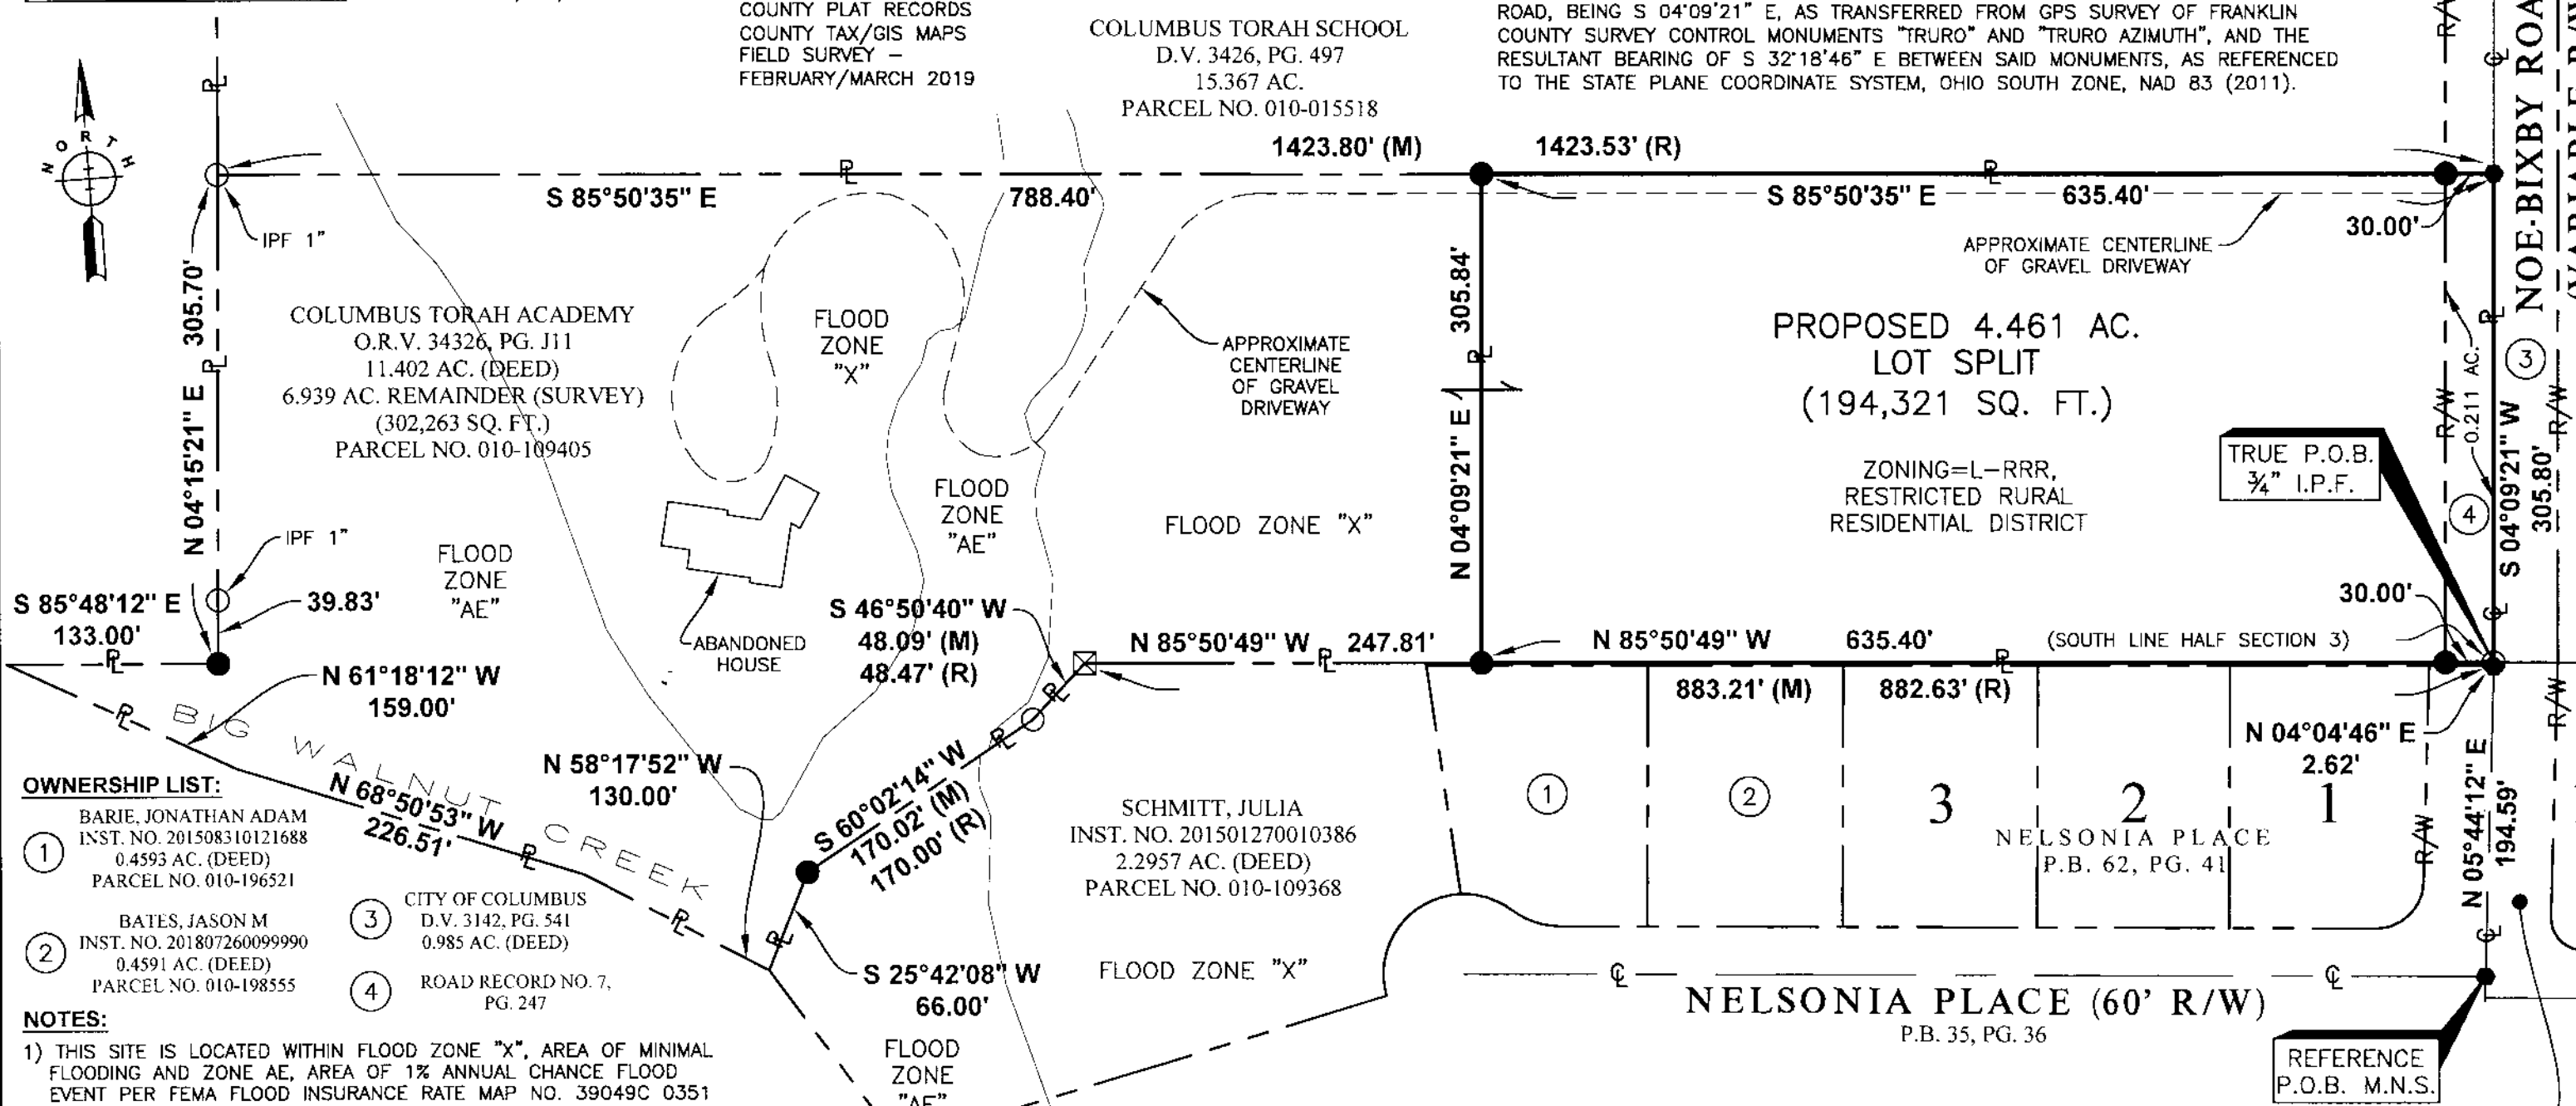 COUNTY PLAT RECORDS
COUNTY TAX/GIS MAPS
FIELD SURVEY –
FEBRUARY/MARCH 2019
COLUMBUS TORAH SCHOOL
D.V. 3426, PG. 497
15.367 AC.
PARCEL NO. 010-015518
ROAD, BEING S 04°09'21" E, AS TRANSFERRED FROM GPS SURVEY OF FRANKLIN
COUNTY SURVEY CONTROL MONUMENTS "TRURO" AND "TRURO AZIMUTH", AND THE
RESULTANT BEARING OF S 32°18'46" E BETWEEN SAID MONUMENTS, AS REFERENCED
TO THE STATE PLANE COORDINATE SYSTEM, OHIO SOUTH ZONE, NAD 83 (2011).
NORTH
1423.80' (M)
1423.53' (R)
S 85°50'35" E
788.40'
S 85°50'35" E
635.40'
30.00'
IPF 1"
N 04°15'21" E 305.70'
COLUMBUS TORAH ACADEMY
O.R.V. 34326, PG. J11
11.402 AC. (DEED)
6.939 AC. REMAINDER (SURVEY)
(302,263 SQ. FT.)
PARCEL NO. 010-109405
FLOOD
ZONE
"X"
APPROXIMATE
CENTERLINE
OF GRAVEL
DRIVEWAY
N 04°09'21" E 305.84'
APPROXIMATE CENTERLINE
OF GRAVEL DRIVEWAY
PROPOSED 4.461 AC.
LOT SPLIT
(194,321 SQ. FT.)
ZONING=L-RRR,
RESTRICTED RURAL
RESIDENTIAL DISTRICT
TRUE P.O.B.
3/4" I.P.F.
R/W
R/W
0.211 AC.
R/W
3
4
NOE-BIXBY ROA
S 04°09'21" W
305.80'
IPF 1"
FLOOD
ZONE
"AE"
FLOOD
ZONE
"AE"
FLOOD ZONE "X"
S 85°48'12" E
133.00'
39.83'
ABANDONED
HOUSE
S 46°50'40" W
48.09' (M)
48.47' (R)
N 85°50'49" W 247.81'
N 85°50'49" W 635.40'
(SOUTH LINE HALF SECTION 3)
30.00'
N 61°18'12" W
159.00'
883.21' (M)
882.63' (R)
N 04°04'46" E
2.62'
R/W
R/W
N 05°44'12" E
194.59'
BIG WALNUT CREEK
N 68°50'53" W
226.51'
N 58°17'52" W
130.00'
S 60°02'14" W
170.02' (M)
170.00' (R)
SCHMITT, JULIA
INST. NO. 201501270010386
2.2957 AC. (DEED)
PARCEL NO. 010-109368
1
2
3
2
1
NELSONIA PLACE
P.B. 62, PG. 41
OWNERSHIP LIST:
1
BARIE, JONATHAN ADAM
INST. NO. 201508310121688
0.4593 AC. (DEED)
PARCEL NO. 010-196521
2
BATES, JASON M
INST. NO. 201807260099990
0.4591 AC. (DEED)
PARCEL NO. 010-198555
3
CITY OF COLUMBUS
D.V. 3142, PG. 541
0.985 AC. (DEED)
4
ROAD RECORD NO. 7,
PG. 247
S 25°42'08" W
66.00'
FLOOD ZONE "X"
FLOOD
ZONE
"AE"
NELSONIA PLACE (60' R/W)
P.B. 35, PG. 36
REFERENCE
P.O.B. M.N.S.
NOTES:
1) THIS SITE IS LOCATED WITHIN FLOOD ZONE "X", AREA OF MINIMAL
FLOODING AND ZONE AE, AREA OF 1% ANNUAL CHANCE FLOOD
EVENT PER FEMA FLOOD INSURANCE RATE MAP NO. 39049C 0351